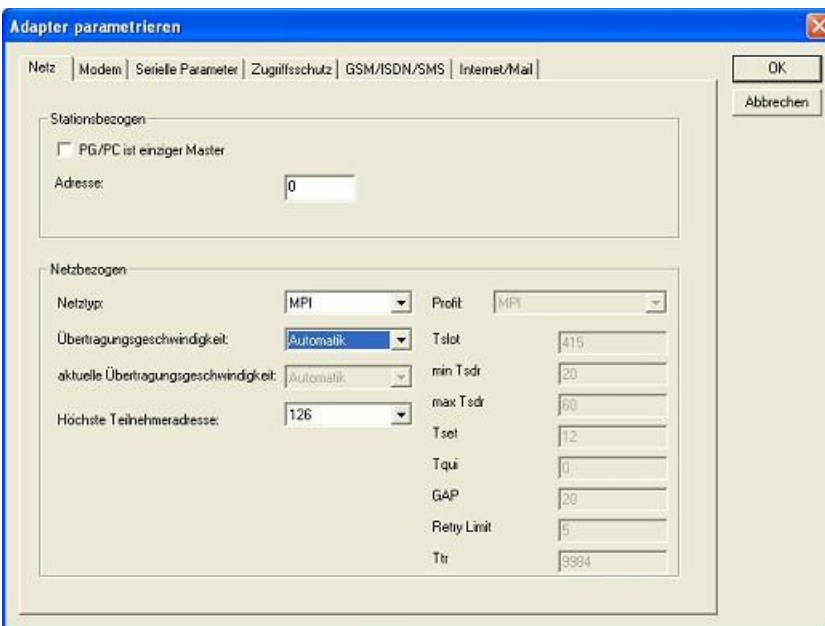 Adapter parametrieren
Netz Modem Serielle Parameter Zugriffsschutz GSM/ISDN/SMS Internet/Mail
OK
Abbrechen
Stationsbezogen
PG/PC ist einziger Master
Adresse: 0
Netzbezogen
Netztyp: MPI
Übertragungsgeschwindigkeit: Automatik
aktuelle Übertragungsgeschwindigkeit: Automatik
Höchste Teilnehmeradresse: 126
Profil: MPI
Tslot 415
min Tsdr 20
max Tsdr 60
Tset 12
Tqui 0
GAP 20
Retry Limit 5
Ttr 9984